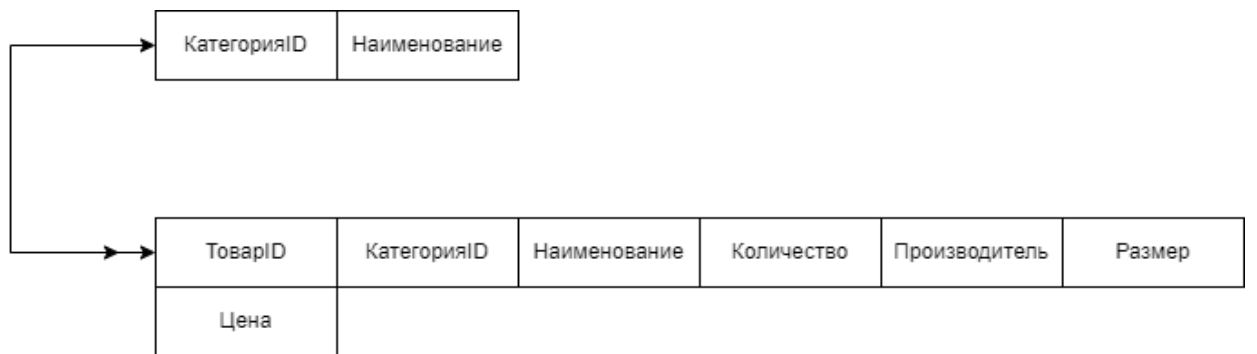 КатегорияID Наименование
ТоварID КатегорияID Наименование Количество Производитель Размер
Цена